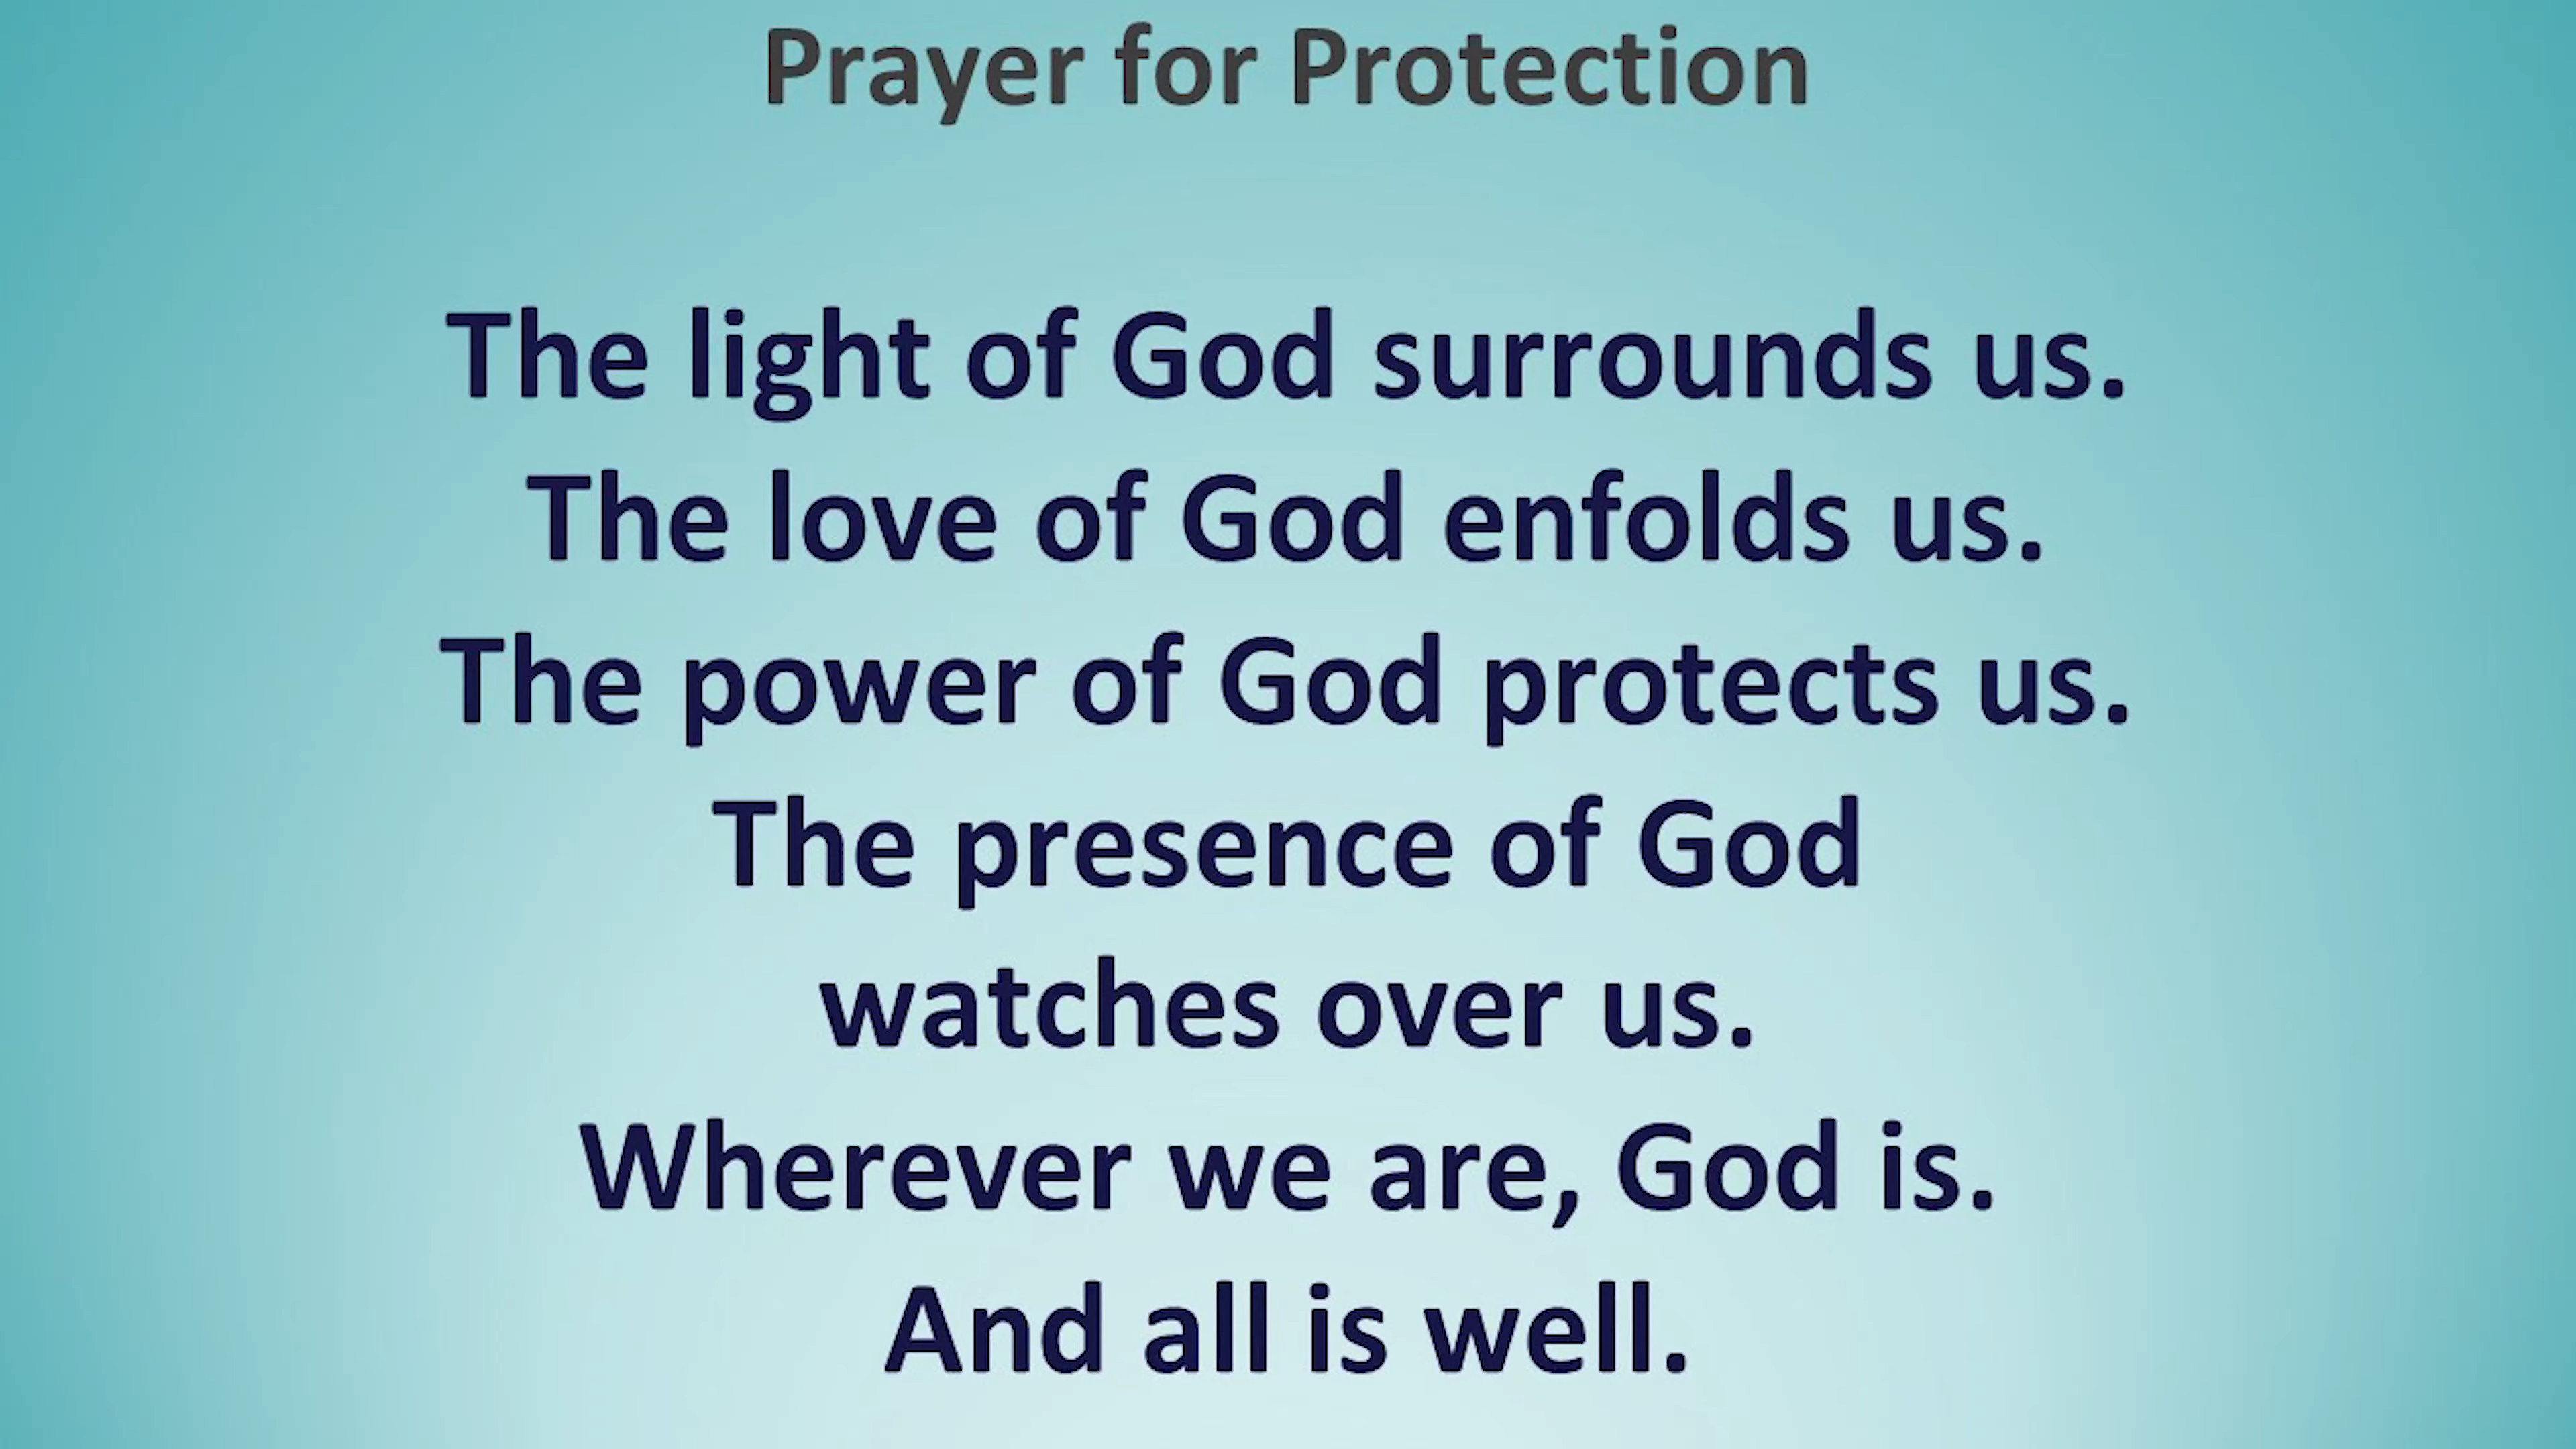 Prayer for Protection
The light of God surrounds us.
The love of God enfolds us.
The power of God protects us.
The presence of God
watches over us.
Wherever we are, God is.
And all is well.